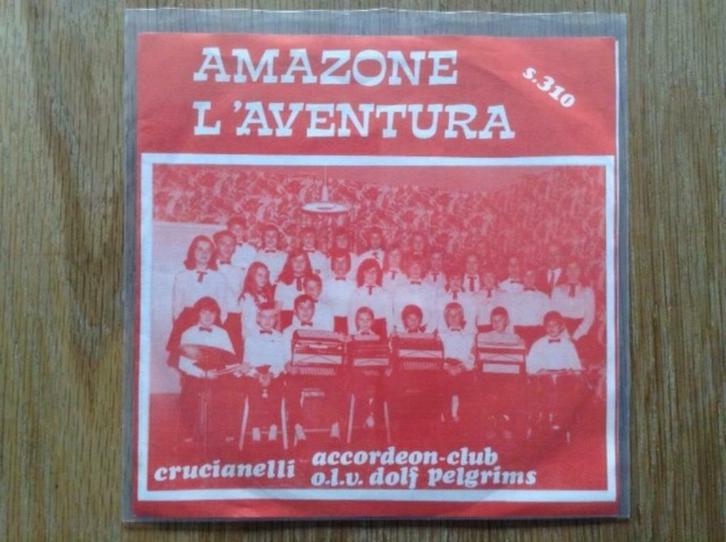 AMAZONE
L'AVENTURA
s.310
crucianelli accordeon-club
o.l.v. dolf pelgrims